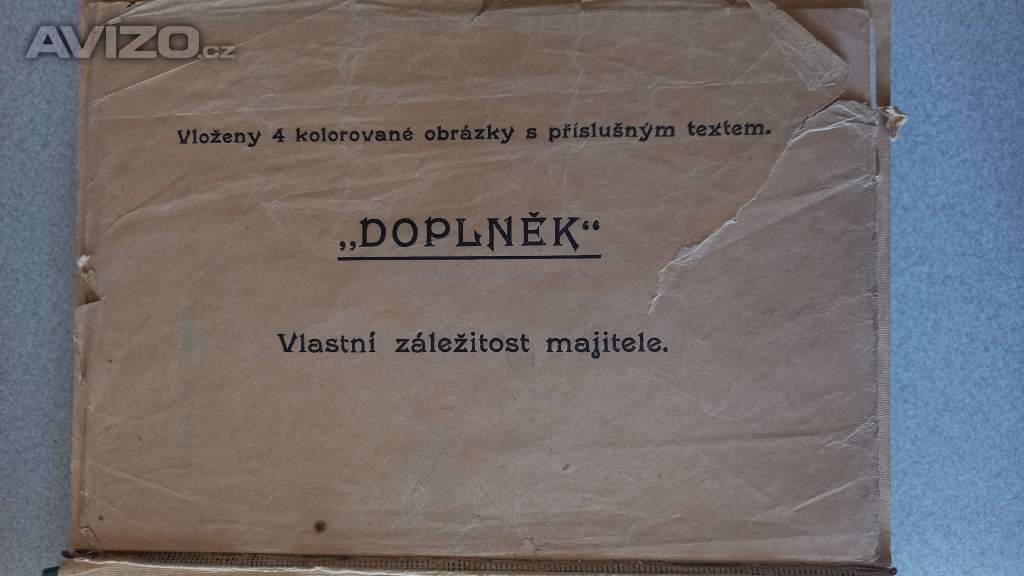 AVIZO.cz
Vloženy 4 kolorované obrázky s příslušným textem.
„DOPLNĚK“
Vlastní záležitost majitele.